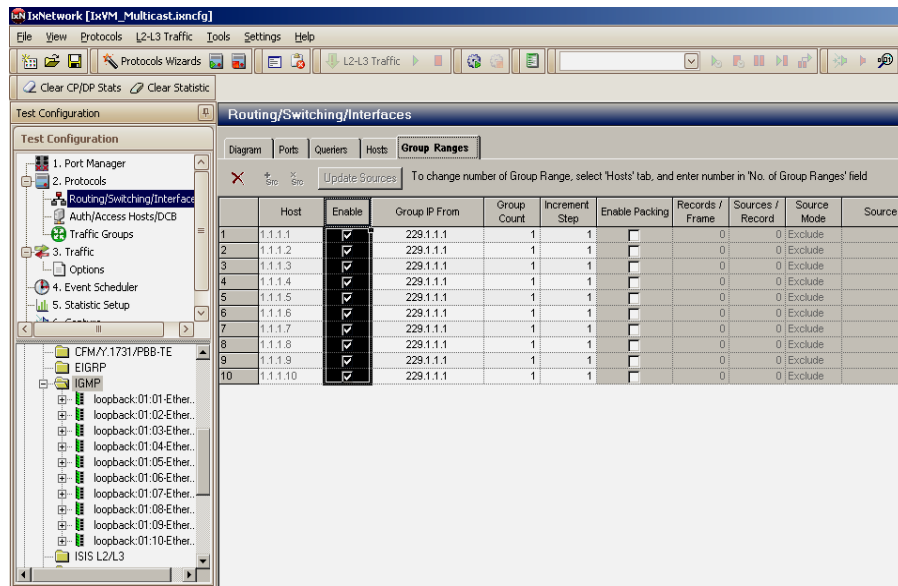 IxN IxNetwork [IxVM_Multicast.ixncfg]
File View Protocols L2-L3 Traffic Tools Settings Help
Protocols Wizards L2-L3 Traffic
Clear CP/DP Stats Clear Statistic
Test Configuration
Test Configuration
1. Port Manager
2. Protocols
Routing/Switching/Interface
Auth/Access Hosts/DCB
Traffic Groups
3. Traffic
Options
4. Event Scheduler
5. Statistic Setup
CFM/Y.1731/PBB-TE
EIGRP
IGMP
loopback:01:01-Ether..
loopback:01:02-Ether..
loopback:01:03-Ether..
loopback:01:04-Ether..
loopback:01:05-Ether..
loopback:01:06-Ether..
loopback:01:07-Ether..
loopback:01:08-Ether..
loopback:01:09-Ether..
loopback:01:10-Ether..
ISIS L2/L3
Routing/Switching/Interfaces
Diagram Ports Queriers Hosts Group Ranges
Src Src Update Sources To change number of Group Range, select 'Hosts' tab, and enter number in 'No. of Group Ranges' field
Host Enable Group IP From Group Count Increment Step Enable Packing Records / Frame Sources / Record Source Mode Source
1 1.1.1.1 229.1.1.1 1 1 0 0 Exclude
2 1.1.1.2 229.1.1.1 1 1 0 0 Exclude
3 1.1.1.3 229.1.1.1 1 1 0 0 Exclude
4 1.1.1.4 229.1.1.1 1 1 0 0 Exclude
5 1.1.1.5 229.1.1.1 1 1 0 0 Exclude
6 1.1.1.6 229.1.1.1 1 1 0 0 Exclude
7 1.1.1.7 229.1.1.1 1 1 0 0 Exclude
8 1.1.1.8 229.1.1.1 1 1 0 0 Exclude
9 1.1.1.9 229.1.1.1 1 1 0 0 Exclude
10 1.1.1.10 229.1.1.1 1 1 0 0 Exclude